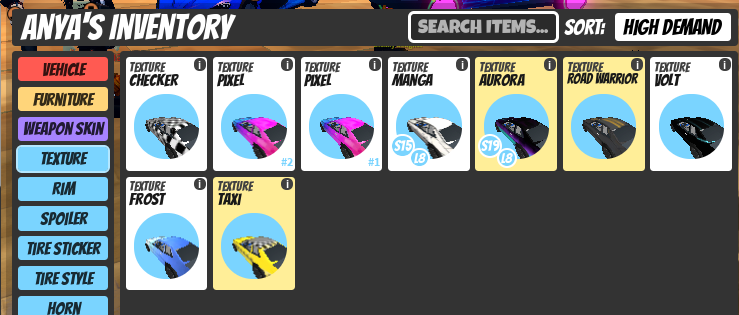 ANYA'S INVENTORY
SEARCH ITEMS...
SORT:
HIGH DEMAND
VEHICLE
FURNITURE
WEAPON SKIN
TEXTURE
RIM
SPOILER
TIRE STICKER
TIRE STYLE
HORN
TEXTURE i
CHECKER
TEXTURE i
PIXEL
#2
TEXTURE i
PIXEL
#1
TEXTURE i
MANGA
S15
L8
TEXTURE i
AURORA
S19
L8
TEXTURE i
ROAD WARRIOR
TEXTURE i
VOLT
TEXTURE i
FROST
TEXTURE i
TAXI